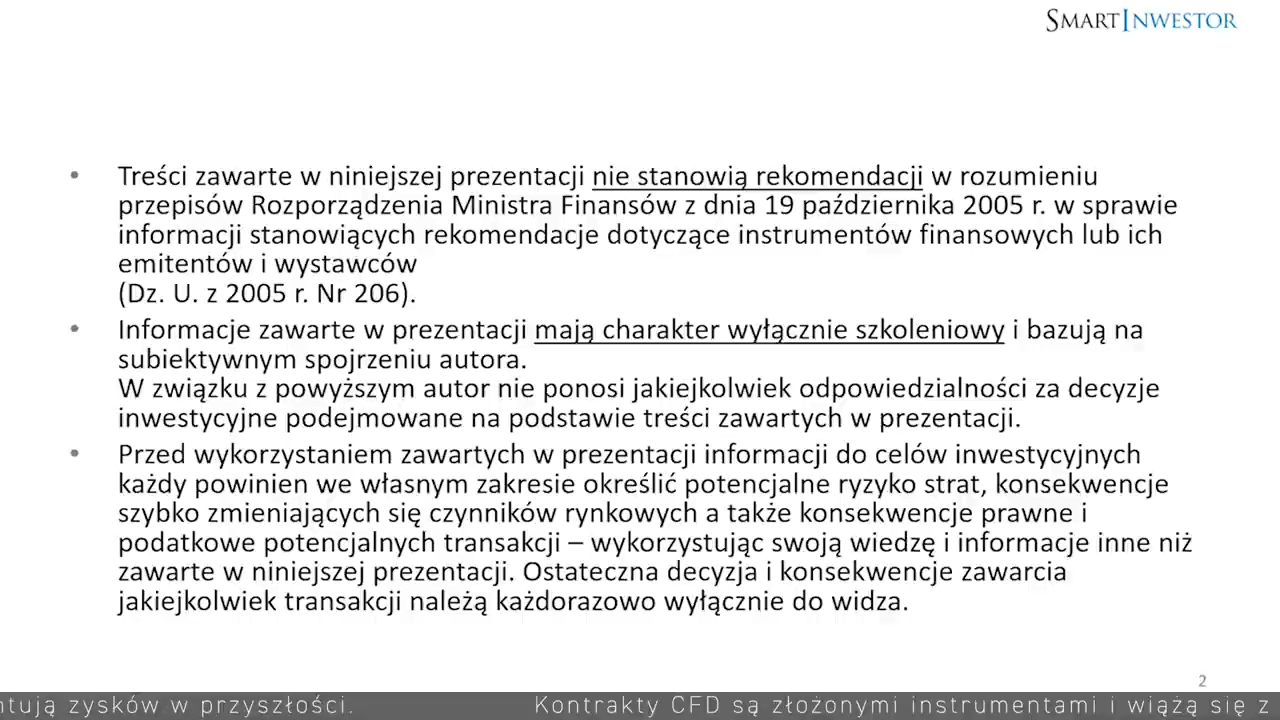 SMARTINWESTOR
• Treści zawarte w niniejszej prezentacji nie stanowią rekomendacji w rozumieniu
przepisów Rozporządzenia Ministra Finansów z dnia 19 października 2005 r. w sprawie
informacji stanowiących rekomendacje dotyczące instrumentów finansowych lub ich
emitentów i wystawców
(Dz. U. z 2005 r. Nr 206).
• Informacje zawarte w prezentacji mają charakter wyłącznie szkoleniowy i bazują na
subiektywnym spojrzeniu autora.
W związku z powyższym autor nie ponosi jakiejkolwiek odpowiedzialności za decyzje
inwestycyjne podejmowane na podstawie treści zawartych w prezentacji.
• Przed wykorzystaniem zawartych w prezentacji informacji do celów inwestycyjnych
każdy powinien we własnym zakresie określić potencjalne ryzyko strat, konsekwencje
szybko zmieniających się czynników rynkowych a także konsekwencje prawne i
podatkowe potencjalnych transakcji – wykorzystując swoją wiedzę i informacje inne niż
zawarte w niniejszej prezentacji. Ostateczna decyzja i konsekwencje zawarcia
jakiejkolwiek transakcji należą każdorazowo wyłącznie do widza.
2
ntują zysków w przyszłości. Kontrakty CFD są złożonymi instrumentami i wiążą się z